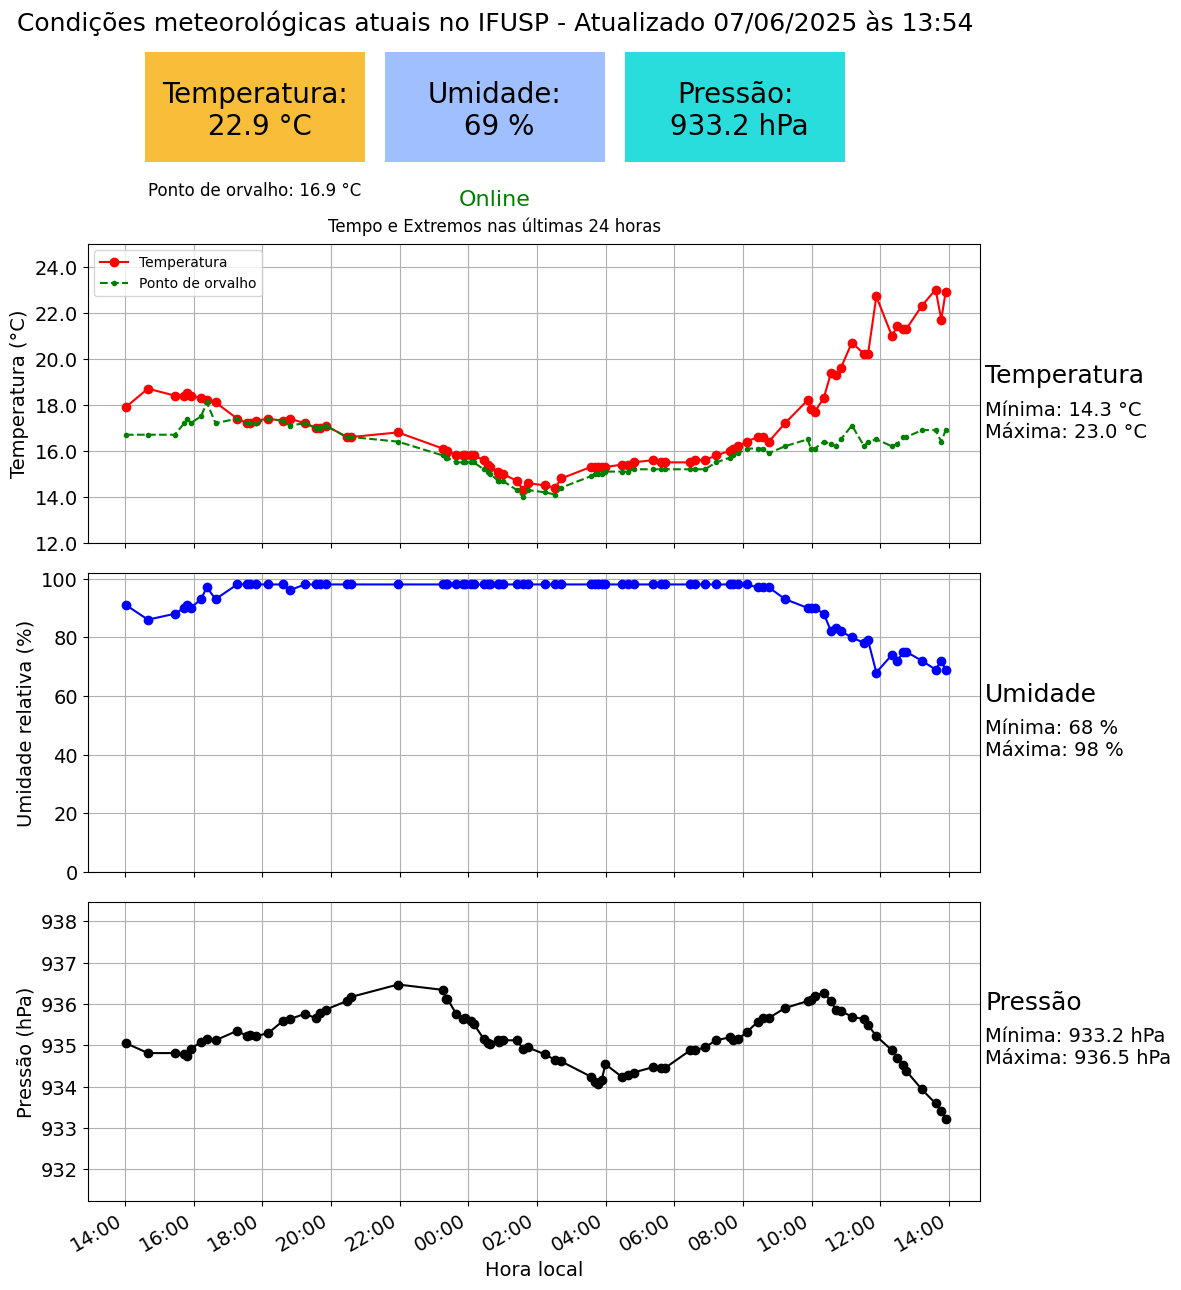 Condições meteorológicas atuais no IFUSP - Atualizado 07/06/2025 às 13:54
Temperatura:
22.9 °C
Umidade:
69 %
Pressão:
933.2 hPa
Ponto de orvalho: 16.9 °C
Online
Tempo e Extremos nas últimas 24 horas
Temperatura
Ponto de orvalho
Temperatura (°C)
24.0
22.0
20.0
18.0
16.0
14.0
12.0
Temperatura
Mínima: 14.3 °C
Máxima: 23.0 °C
Umidade relativa (%)
100
80
60
40
20
0
Umidade
Mínima: 68 %
Máxima: 98 %
Pressão (hPa)
938
937
936
935
934
933
932
Pressão
Mínima: 933.2 hPa
Máxima: 936.5 hPa
14:00
16:00
18:00
20:00
22:00
00:00
02:00
04:00
06:00
08:00
10:00
12:00
14:00
Hora local